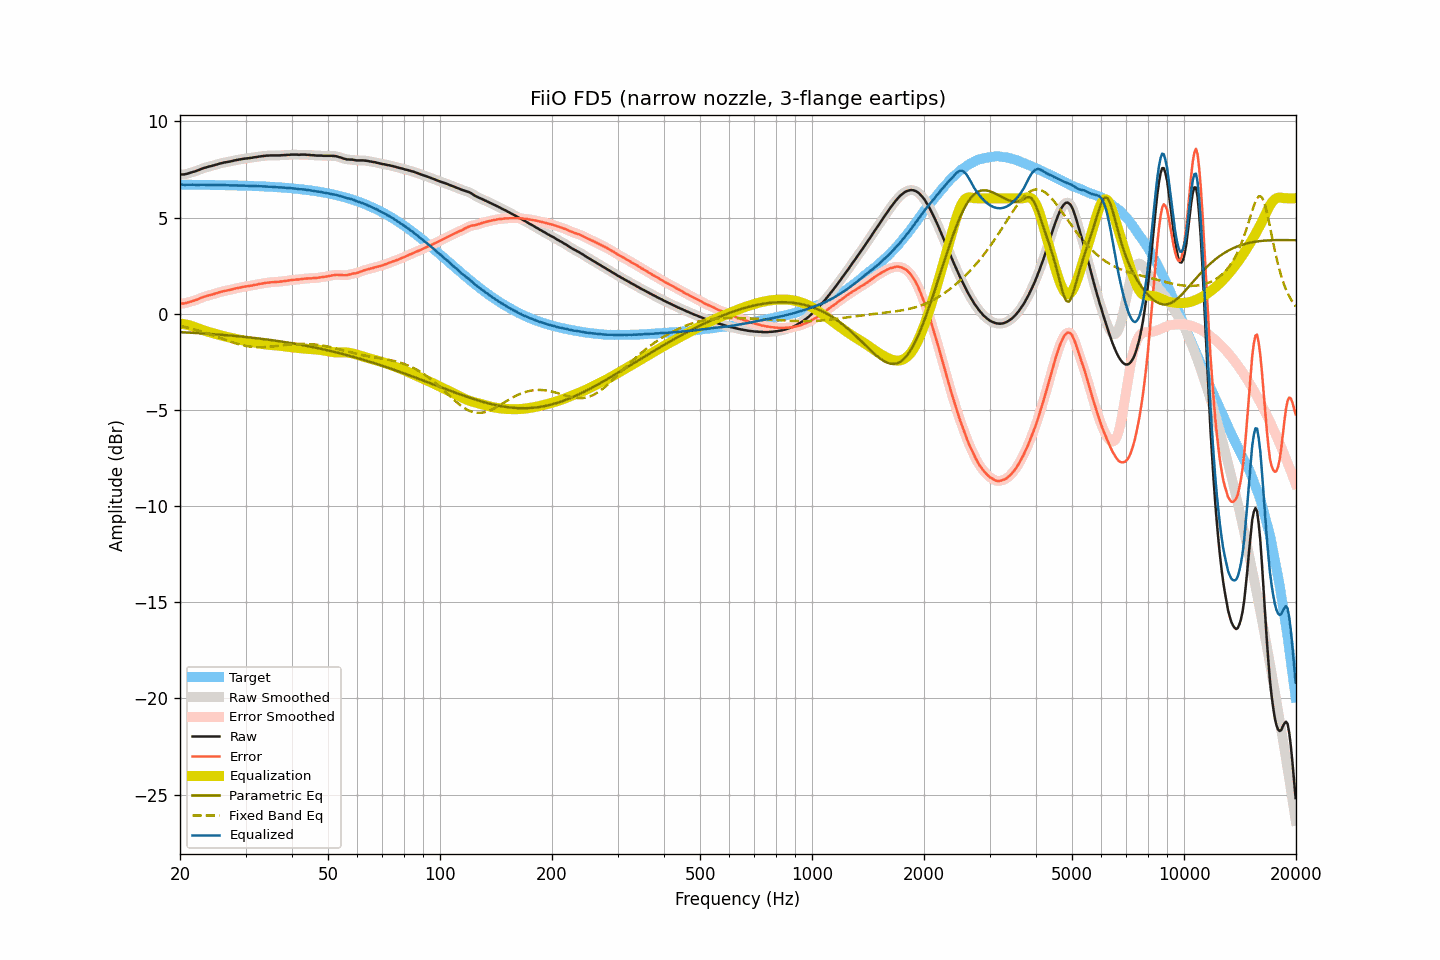 FiiO FD5 (narrow nozzle, 3-flange eartips)
10
5
0
−5
−10
−15
−20
−25
Amplitude (dBr)
Target
Raw Smoothed
Error Smoothed
Raw
Error
Equalization
Parametric Eq
Fixed Band Eq
Equalized
20 50 100 200 500 1000 2000 5000 10000 20000
Frequency (Hz)